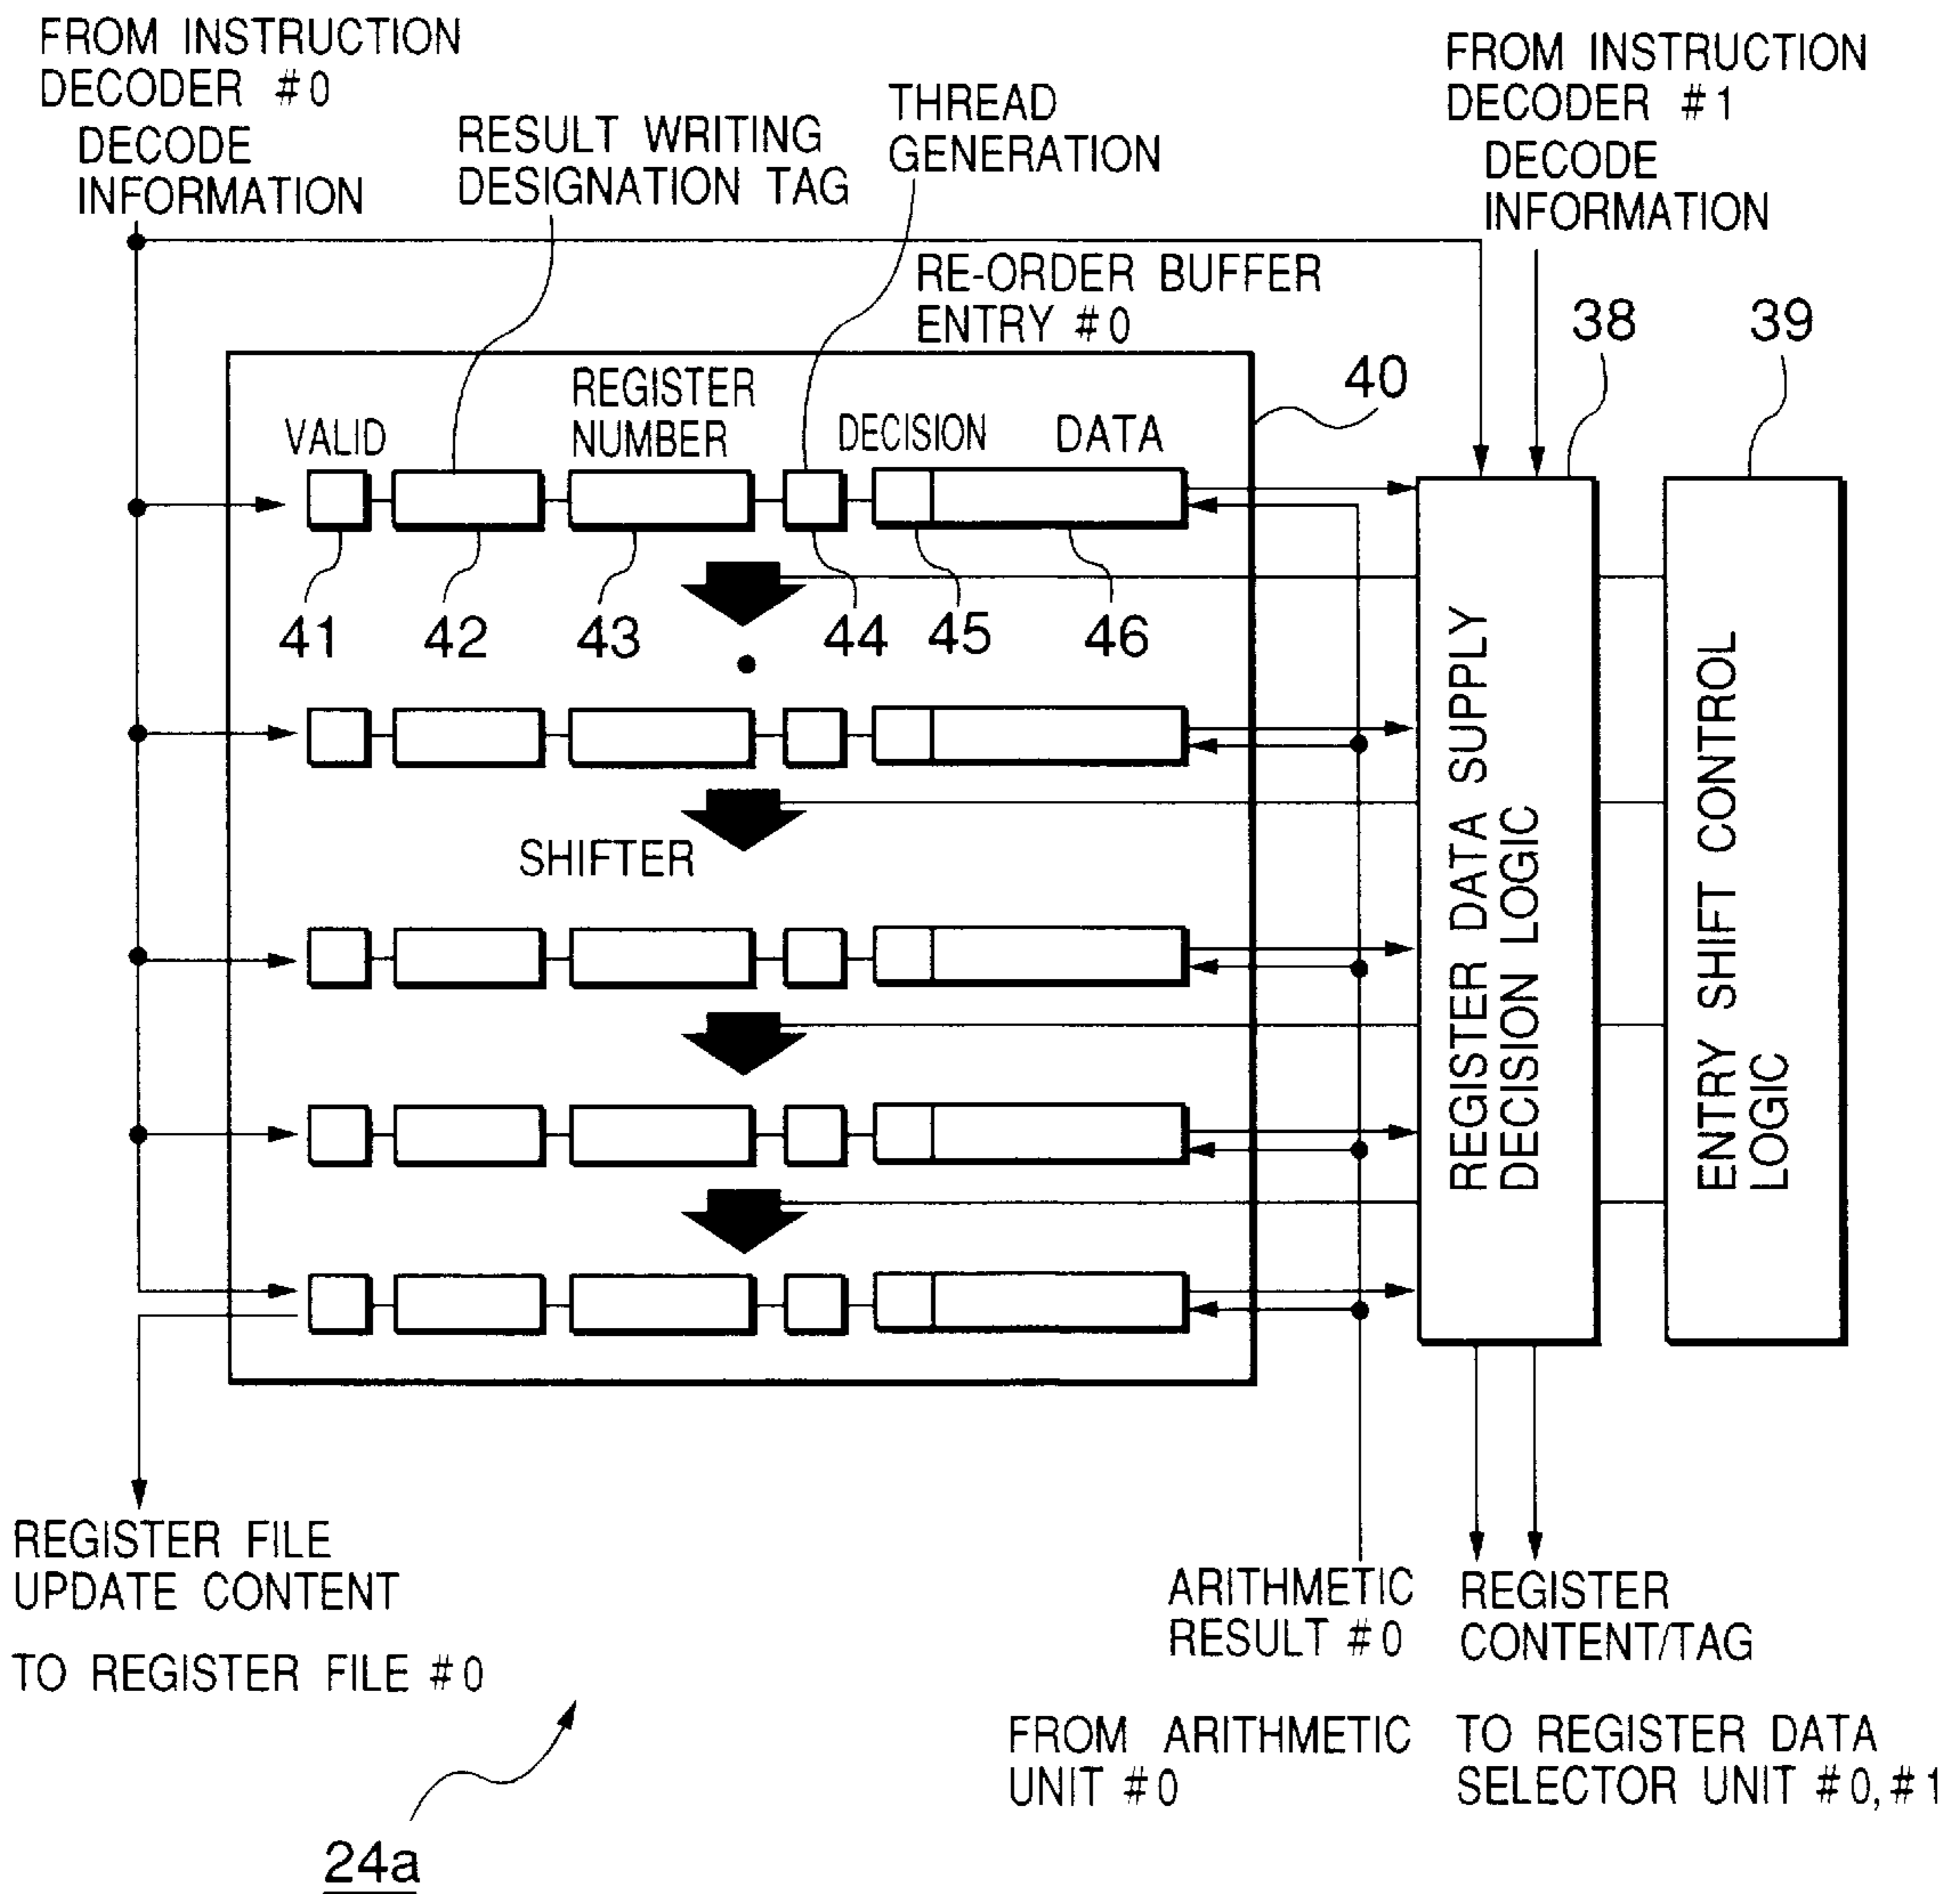 FROM INSTRUCTION
DECODER #0
DECODE
INFORMATION
RESULT WRITING
DESIGNATION TAG
THREAD
GENERATION
FROM INSTRUCTION
DECODER #1
DECODE
INFORMATION
RE-ORDER BUFFER
ENTRY #0
38
39
40
VALID
REGISTER
NUMBER
DECISION
DATA
41
42
43
44
45
46
SHIFTER
REGISTER DATA SUPPLY
DECISION LOGIC
ENTRY SHIFT CONTROL
LOGIC
REGISTER FILE
UPDATE CONTENT
TO REGISTER FILE #0
ARITHMETIC
RESULT #0
REGISTER
CONTENT/TAG
FROM ARITHMETIC
UNIT #0
TO REGISTER DATA
SELECTOR UNIT #0, #1
24a